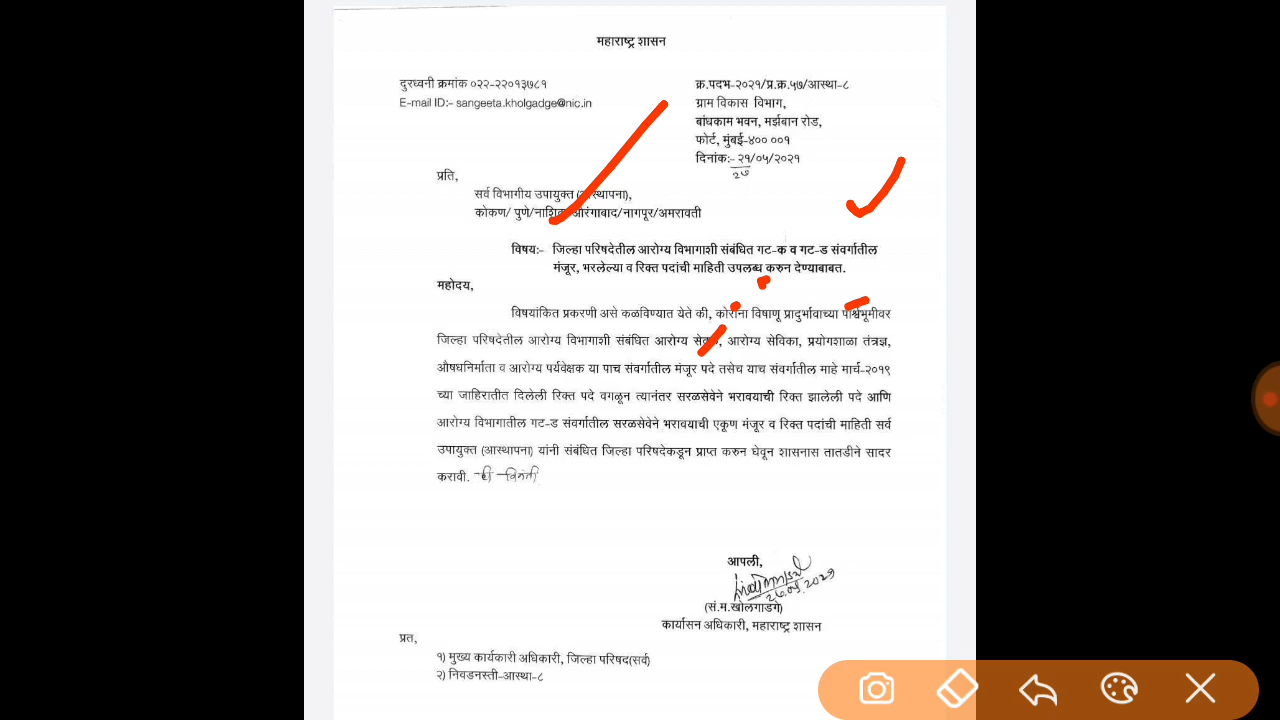 महाराष्ट्र शासन
दुरध्वनी क्रमांक ०२२-२२०१३७८१
E-mail ID:- sangeeta.kholgadge@nic.in
क्र.पदभ-२०२१/प्र.क्र.५७/आस्था-८
ग्राम विकास विभाग,
बांधकाम भवन, मर्झबान रोड,
फोर्ट, मुंबई-४०० ००१
दिनांक:- २१/०५/२०२१
२७
प्रति,
सर्व विभागीय उपायुक्त (आस्थापना),
कोकण/ पुणे/नाशिक/औरंगाबाद/नागपूर/अमरावती
विषय:- जिल्हा परिषदेतील आरोग्य विभागाशी संबंधित गट-क व गट-ड संवर्गातील
मंजूर, भरलेल्या व रिक्त पदांची माहिती उपलब्ध करुन देण्याबाबत.
महोदय,
विषयांकित प्रकरणी असे कळविण्यात येते की, कोरोना विषाणू प्रादुर्भावाच्या पार्श्वभूमीवर
जिल्हा परिषदेतील आरोग्य विभागाशी संबंधित आरोग्य सेवक, आरोग्य सेविका, प्रयोगशाळा तंत्रज्ञ,
औषधनिर्माता व आरोग्य पर्यवेक्षक या पाच संवर्गातील मंजूर पदे तसेच याच संवर्गातील माहे मार्च-२०१९
च्या जाहिरातीत दिलेली रिक्त पदे वगळून त्यानंतर सरळसेवेने भरावयाची रिक्त झालेली पदे आणि
आरोग्य विभागातील गट-ड संवर्गातील सरळसेवेने भरावयाची एकूण मंजूर व रिक्त पदांची माहिती सर्व
उपायुक्त (आस्थापना) यांनी संबंधित जिल्हा परिषदेकडून प्राप्त करुन घेवून शासनास तातडीने सादर
करावी. ही विनंती
आपली,
(सं.म.खोलगाडगे)
कार्यासन अधिकारी, महाराष्ट्र शासन
प्रत,
१) मुख्य कार्यकारी अधिकारी, जिल्हा परिषद(सर्व)
२) निवडनस्ती-आस्था-८